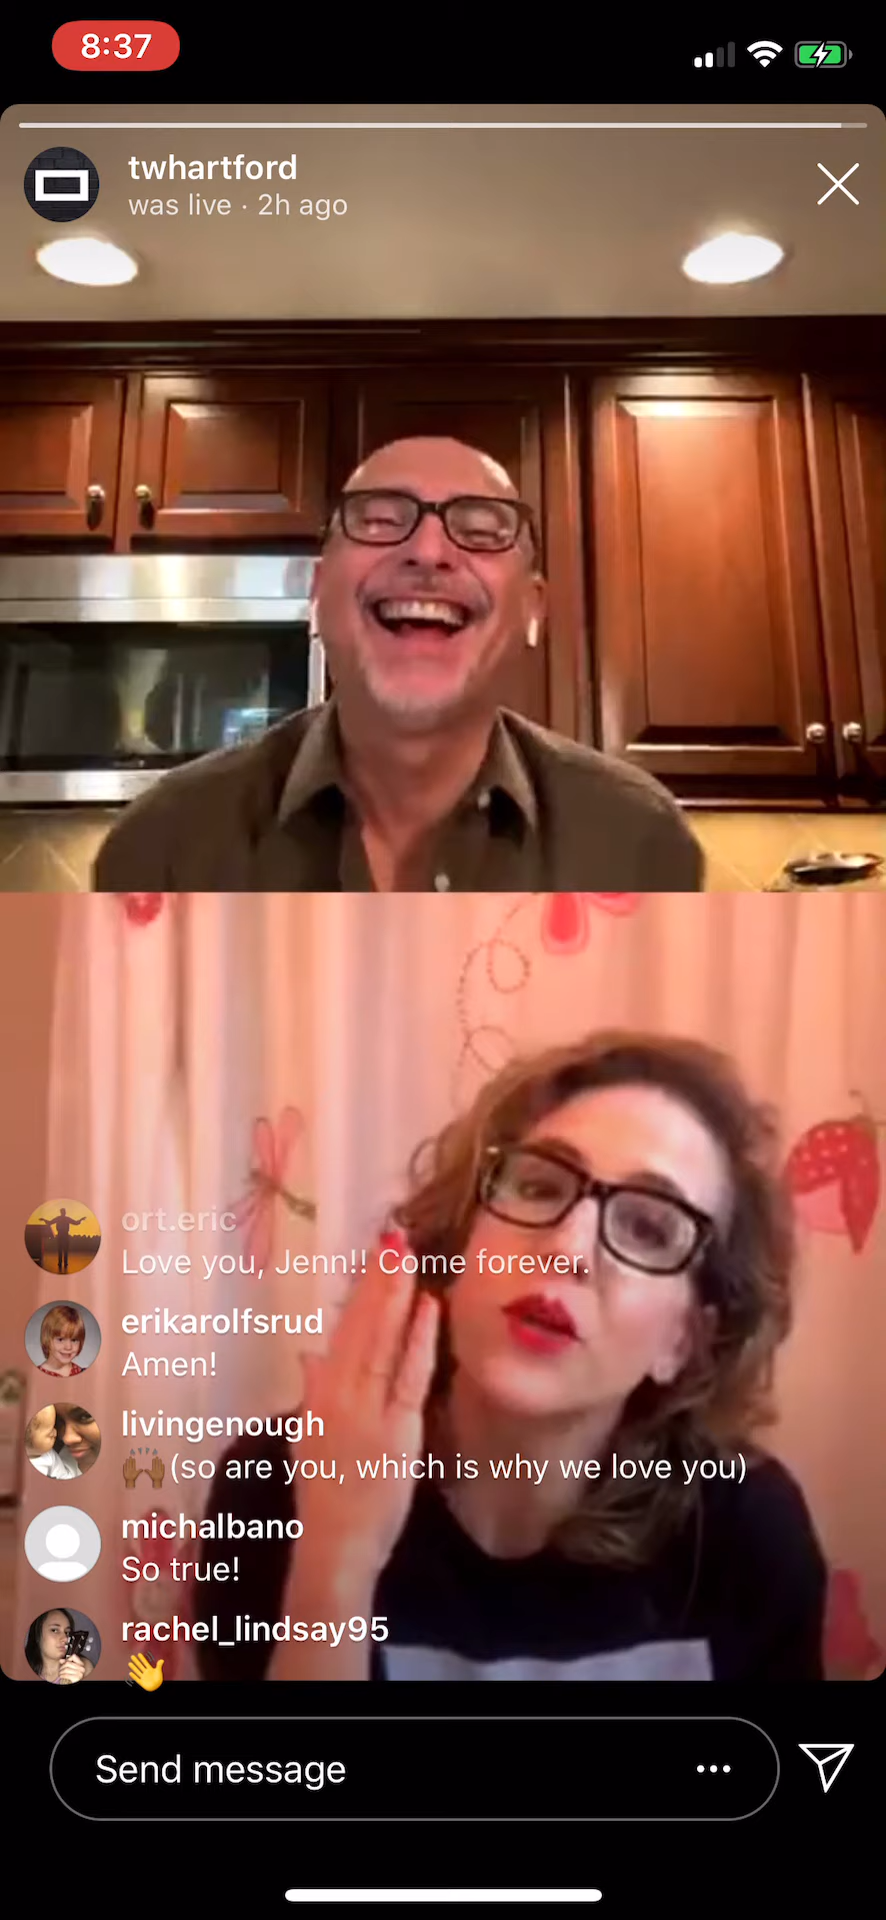 8:37
twhartford
was live · 2h ago
ort.eric
Love you, Jenn!! Come forever.
erikarolfsrud
Amen!
livingenough
🙌🏾(so are you, which is why we love you)
michalbano
So true!
rachel_lindsay95
👋
Send message